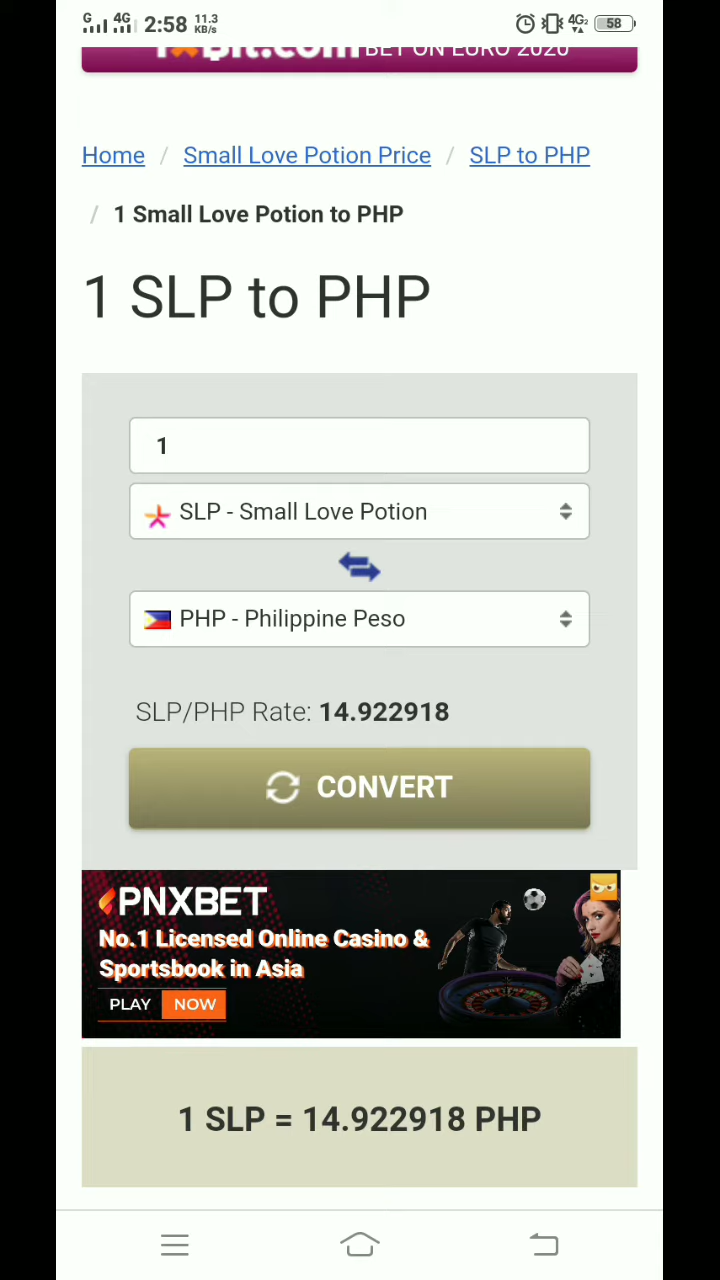 G 4G 2:58 11.3 KB/s 4G2 58
BET ON EURO 2020
Home / Small Love Potion Price / SLP to PHP
/ 1 Small Love Potion to PHP
1 SLP to PHP
1
SLP - Small Love Potion
PHP - Philippine Peso
SLP/PHP Rate: 14.922918
CONVERT
PNXBET
No.1 Licensed Online Casino &
Sportsbook in Asia
PLAY NOW
1 SLP = 14.922918 PHP